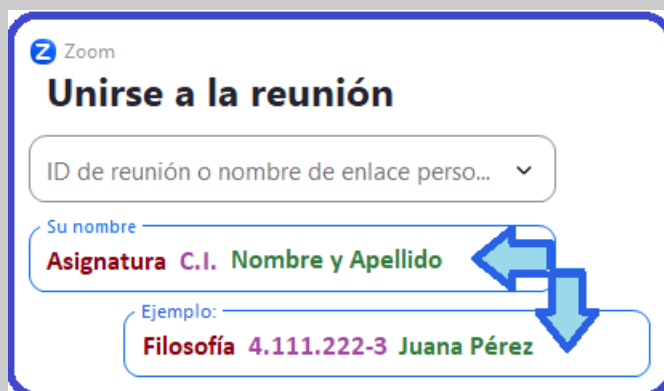 Zoom
Unirse a la reunión
ID de reunión o nombre de enlace perso...
Su nombre
Asignatura C.I. Nombre y Apellido
Ejemplo:
Filosofía 4.111.222-3 Juana Pérez